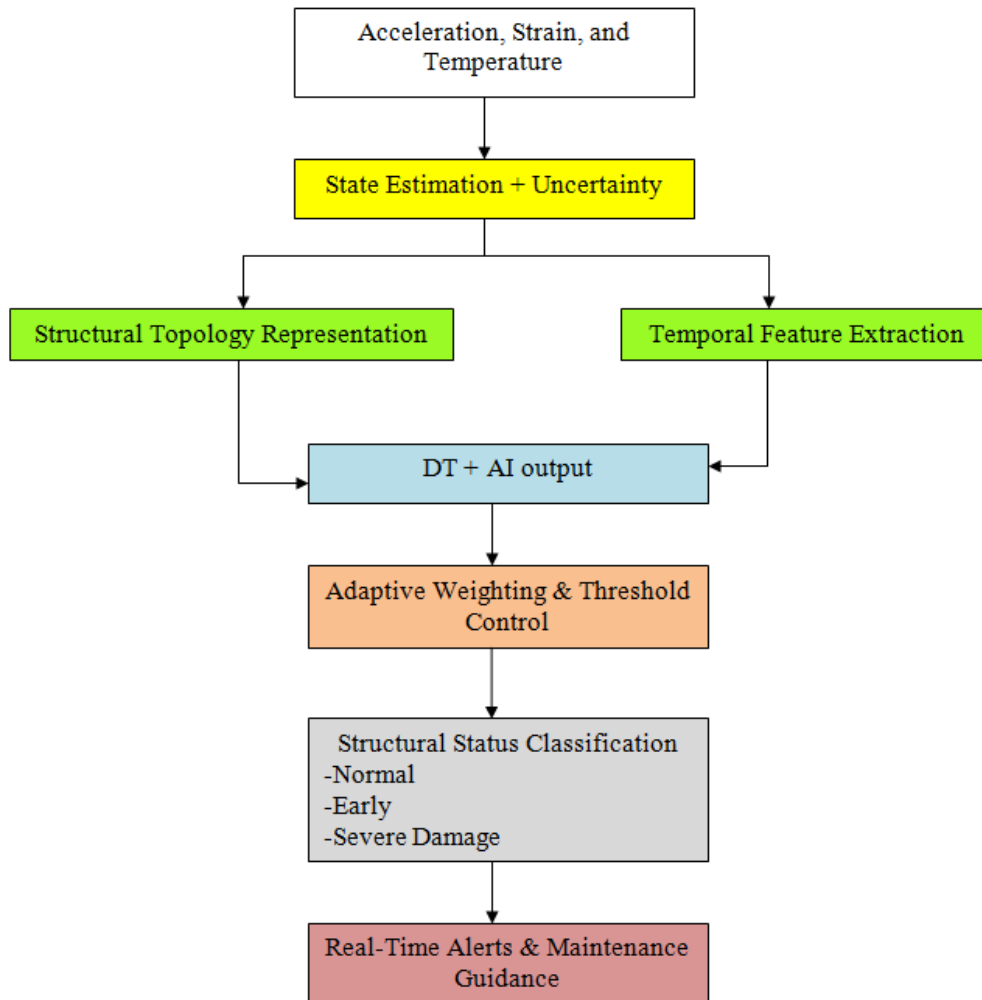 Acceleration, Strain, and
Temperature
State Estimation + Uncertainty
Structural Topology Representation
Temporal Feature Extraction
DT + AI output
Adaptive Weighting & Threshold
Control
Structural Status Classification
-Normal
-Early
-Severe Damage
Real-Time Alerts & Maintenance
Guidance